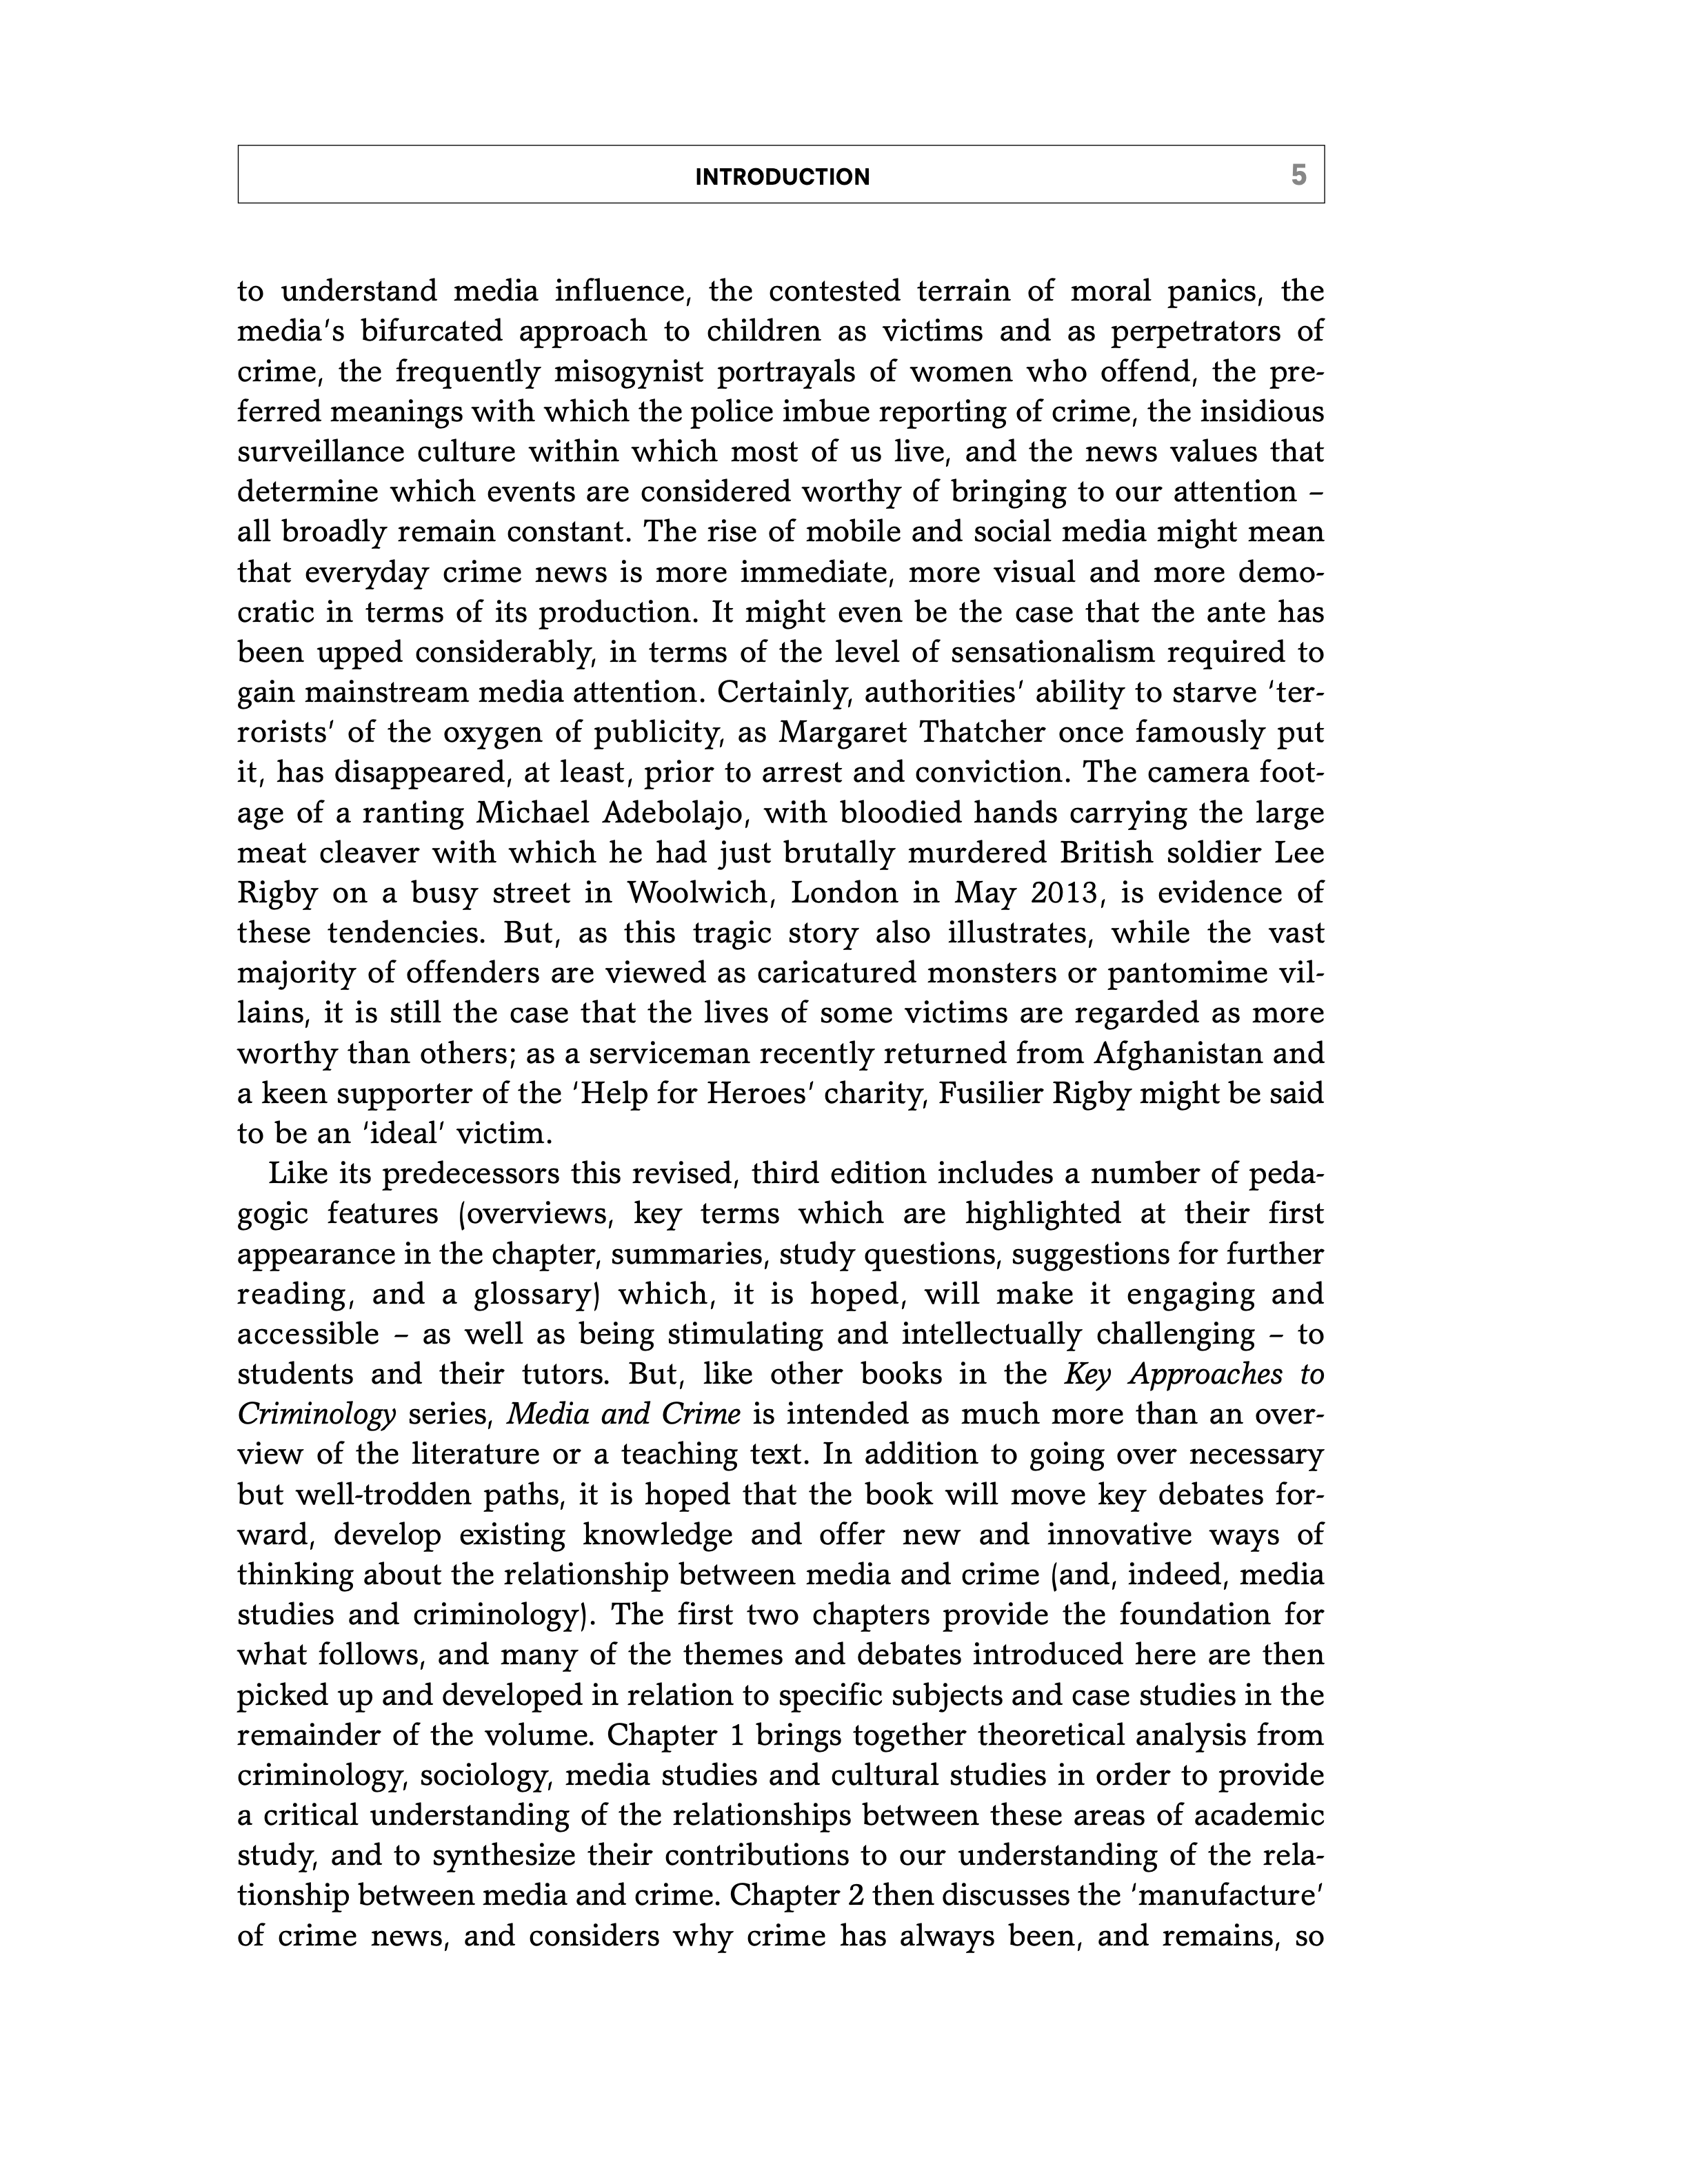 INTRODUCTION 5
to understand media influence, the contested terrain of moral panics, the
media's bifurcated approach to children as victims and as perpetrators of
crime, the frequently misogynist portrayals of women who offend, the pre-
ferred meanings with which the police imbue reporting of crime, the insidious
surveillance culture within which most of us live, and the news values that
determine which events are considered worthy of bringing to our attention –
all broadly remain constant. The rise of mobile and social media might mean
that everyday crime news is more immediate, more visual and more demo-
cratic in terms of its production. It might even be the case that the ante has
been upped considerably, in terms of the level of sensationalism required to
gain mainstream media attention. Certainly, authorities' ability to starve 'ter-
rorists' of the oxygen of publicity, as Margaret Thatcher once famously put
it, has disappeared, at least, prior to arrest and conviction. The camera foot-
age of a ranting Michael Adebolajo, with bloodied hands carrying the large
meat cleaver with which he had just brutally murdered British soldier Lee
Rigby on a busy street in Woolwich, London in May 2013, is evidence of
these tendencies. But, as this tragic story also illustrates, while the vast
majority of offenders are viewed as caricatured monsters or pantomime vil-
lains, it is still the case that the lives of some victims are regarded as more
worthy than others; as a serviceman recently returned from Afghanistan and
a keen supporter of the 'Help for Heroes' charity, Fusilier Rigby might be said
to be an 'ideal' victim.
Like its predecessors this revised, third edition includes a number of peda-
gogic features (overviews, key terms which are highlighted at their first
appearance in the chapter, summaries, study questions, suggestions for further
reading, and a glossary) which, it is hoped, will make it engaging and
accessible – as well as being stimulating and intellectually challenging – to
students and their tutors. But, like other books in the Key Approaches to
Criminology series, Media and Crime is intended as much more than an over-
view of the literature or a teaching text. In addition to going over necessary
but well-trodden paths, it is hoped that the book will move key debates for-
ward, develop existing knowledge and offer new and innovative ways of
thinking about the relationship between media and crime (and, indeed, media
studies and criminology). The first two chapters provide the foundation for
what follows, and many of the themes and debates introduced here are then
picked up and developed in relation to specific subjects and case studies in the
remainder of the volume. Chapter 1 brings together theoretical analysis from
criminology, sociology, media studies and cultural studies in order to provide
a critical understanding of the relationships between these areas of academic
study, and to synthesize their contributions to our understanding of the rela-
tionship between media and crime. Chapter 2 then discusses the 'manufacture'
of crime news, and considers why crime has always been, and remains, so